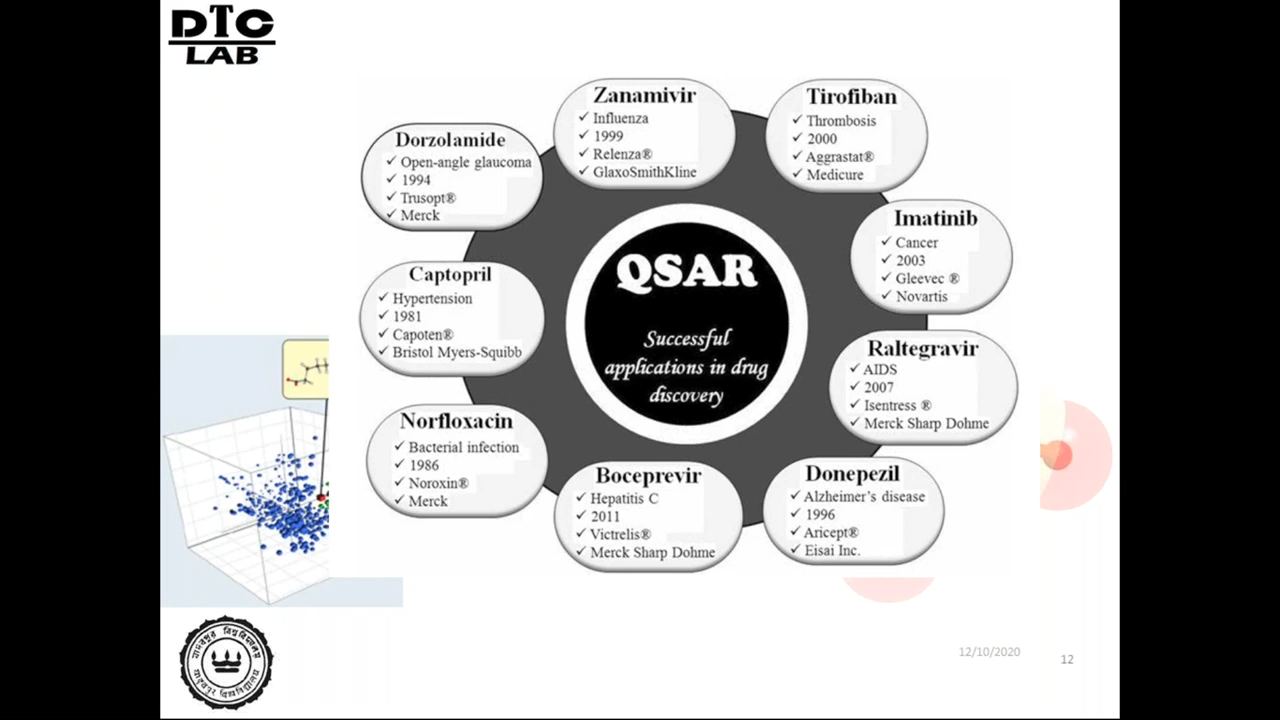 DTC
LAB
Zanamivir
✓ Influenza
✓ 1999
✓ Relenza®
✓ GlaxoSmithKline
Tirofiban
✓ Thrombosis
✓ 2000
✓ Aggrastat®
✓ Medicure
Dorzolamide
✓ Open-angle glaucoma
✓ 1994
✓ Trusopt®
✓ Merck
Imatinib
✓ Cancer
✓ 2003
✓ Gleevec ®
✓ Novartis
QSAR
Successful
applications in drug
discovery
Captopril
✓ Hypertension
✓ 1981
✓ Capoten®
✓ Bristol Myers-Squibb
Raltegravir
✓ AIDS
✓ 2007
✓ Isentress ®
✓ Merck Sharp Dohme
Norfloxacin
✓ Bacterial infection
✓ 1986
✓ Noroxin®
✓ Merck
Boceprevir
✓ Hepatitis C
✓ 2011
✓ Victrelis®
✓ Merck Sharp Dohme
Donepezil
✓ Alzheimer's disease
✓ 1996
✓ Aricept®
✓ Eisai Inc.
যাদবপুর বিশ্ববিদ্যালয়
12/10/2020
12